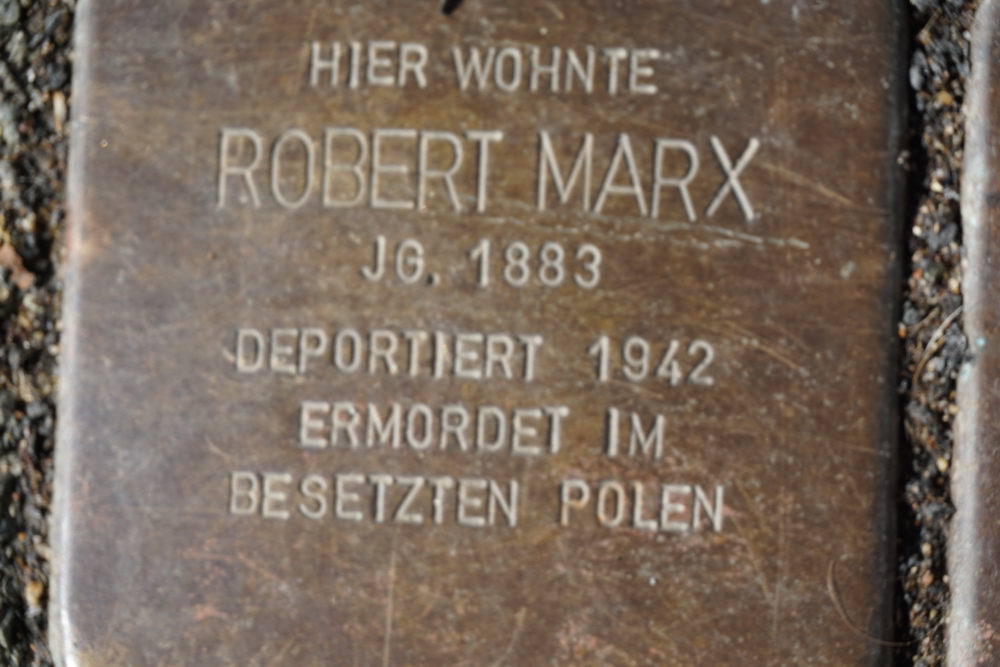 HIER WOHNTE
ROBERT MARX
JG. 1883
DEPORTIERT 1942
ERMORDET IM
BESETZTEN POLEN